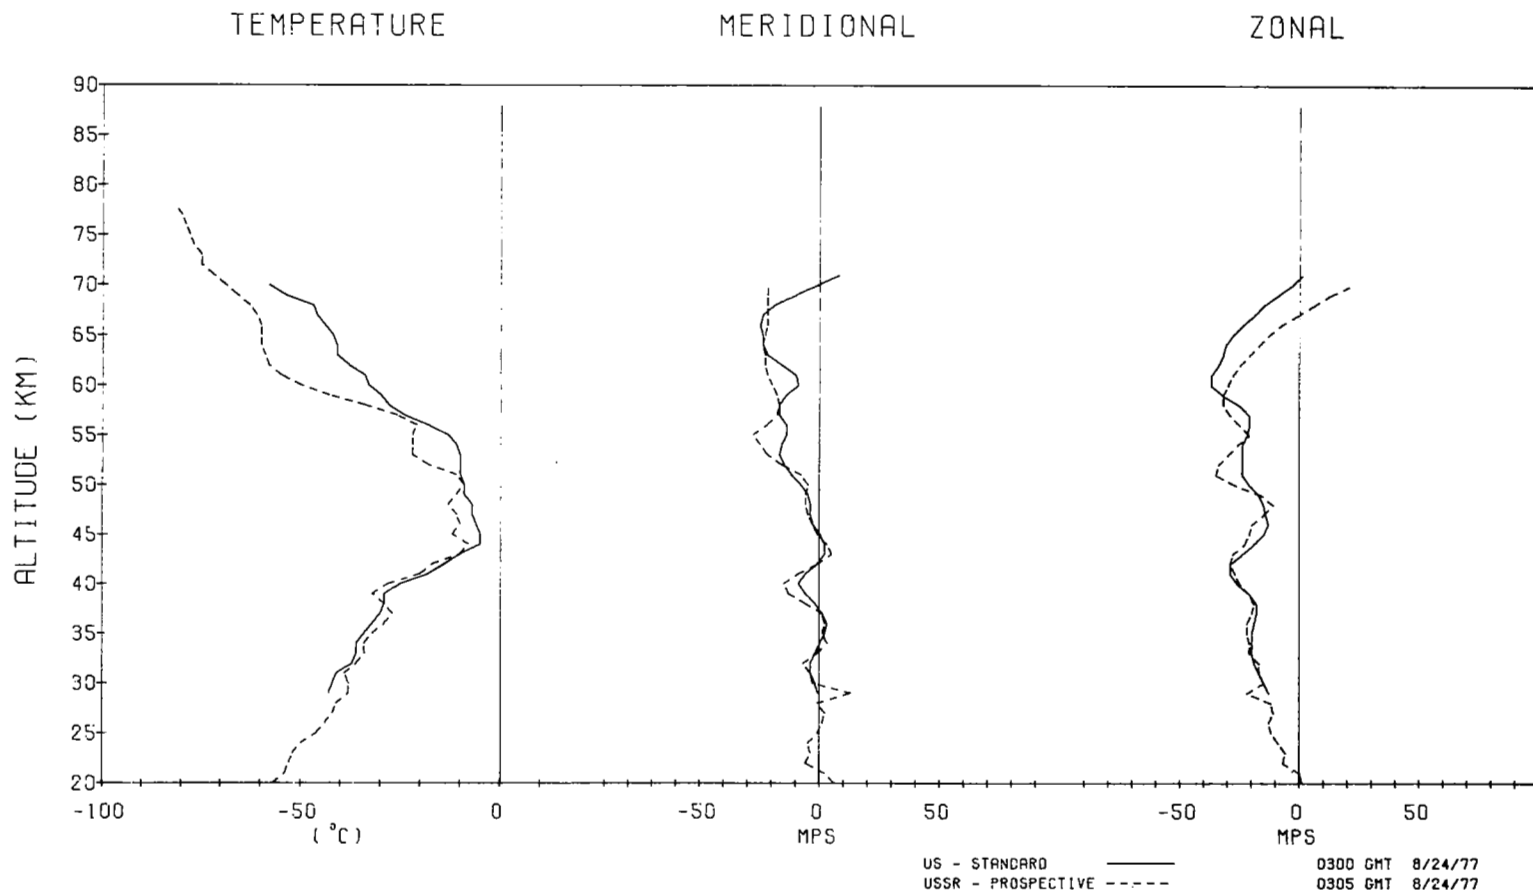 TEMPERATURE MERIDIONAL ZONAL
90
85
80
75
70
65
60
55
50
45
40
35
30
25
20
ALTITUDE (KM)
-100 -50 0 -50 0 50 -50 0 50
(°C) MPS MPS
US - STANDARD 0300 GMT 8/24/77
USSR - PROSPECTIVE 0305 GMT 8/24/77